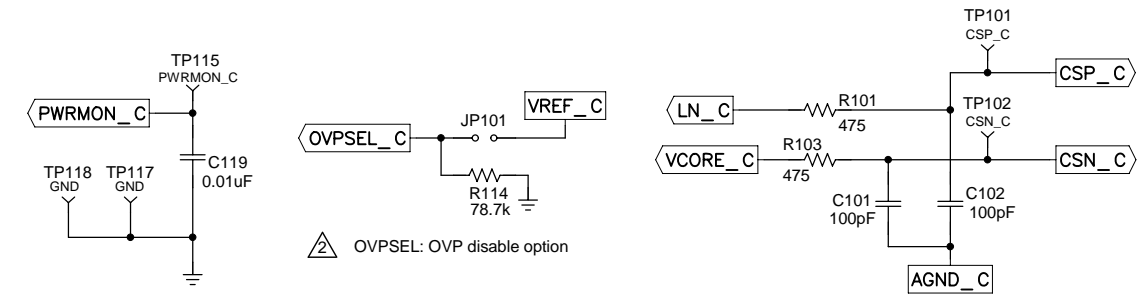 TP115
PWRMON_C
PWRMON_C
C119
0.01uF
TP118
GND
TP117
GND
VREF_C
JP101
OVPSEL_C
R114
78.7k
2 OVPSEL: OVP disable option
TP101
CSP_C
CSP_C
LN_C
R101
475
TP102
CSN_C
VCORE_C
R103
475
CSN_C
C101
100pF
C102
100pF
AGND_C